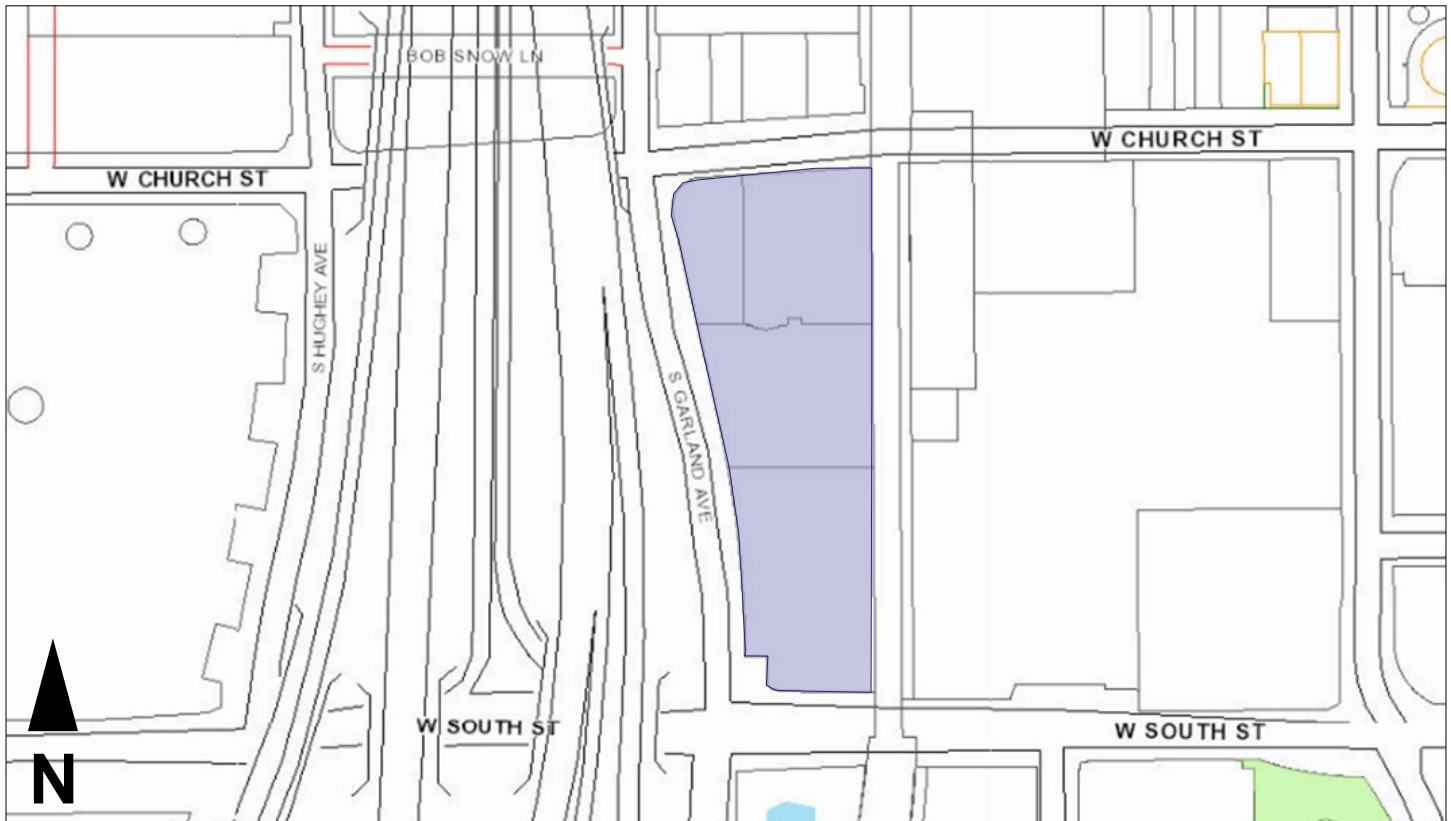 BOB SNOW LN
W CHURCH ST
W CHURCH ST
S HUGHEY AVE
S GARLAND AVE
W SOUTH ST
W SOUTH ST
N